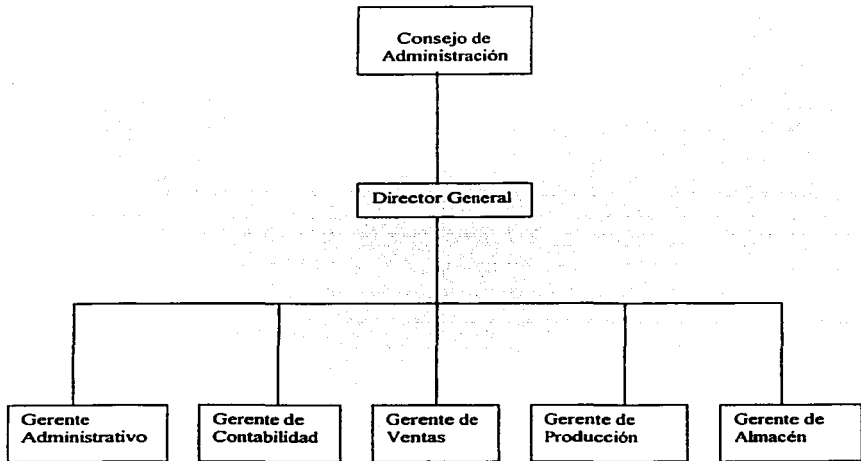 Consejo de
Administración
Director General
Gerente
Administrativo
Gerente de
Contabilidad
Gerente de
Ventas
Gerente de
Producción
Gerente de
Almacén